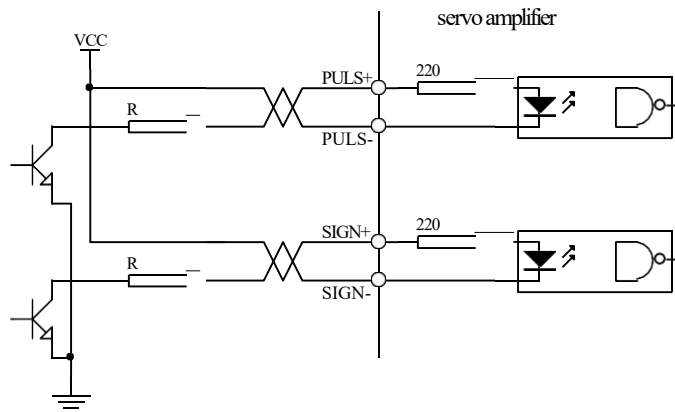 servo amplifier
VCC
PULS+
220
R
PULS-
SIGN+
220
R
SIGN-